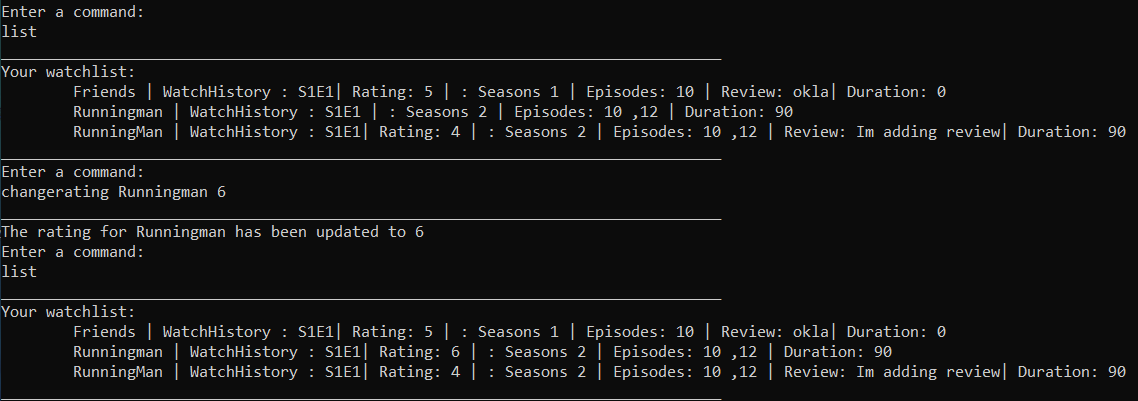 Enter a command:
list
________________________________________________________________________________
Your watchlist:
        Friends | WatchHistory : S1E1| Rating: 5 | : Seasons 1 | Episodes: 10 | Review: okla| Duration: 0
        Runningman | WatchHistory : S1E1 | : Seasons 2 | Episodes: 10 ,12 | Duration: 90
        RunningMan | WatchHistory : S1E1| Rating: 4 | : Seasons 2 | Episodes: 10 ,12 | Review: Im adding review| Duration: 90
________________________________________________________________________________
Enter a command:
changerating Runningman 6
________________________________________________________________________________
The rating for Runningman has been updated to 6
Enter a command:
list
________________________________________________________________________________
Your watchlist:
        Friends | WatchHistory : S1E1| Rating: 5 | : Seasons 1 | Episodes: 10 | Review: okla| Duration: 0
        Runningman | WatchHistory : S1E1| Rating: 6 | : Seasons 2 | Episodes: 10 ,12 | Duration: 90
        RunningMan | WatchHistory : S1E1| Rating: 4 | : Seasons 2 | Episodes: 10 ,12 | Review: Im adding review| Duration: 90
________________________________________________________________________________